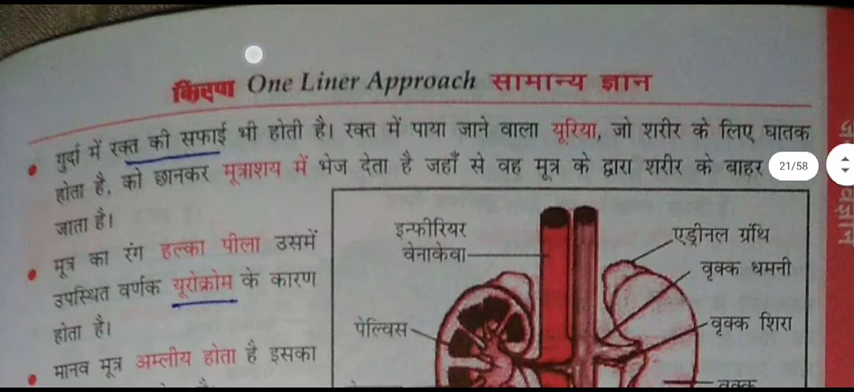 किरण One Liner Approach सामान्य ज्ञान
गुर्दा में रक्त की सफाई भी होती है। रक्त में पाया जाने वाला यूरिया, जो शरीर के लिए घातक
होता है, को छानकर मूत्राशय में भेज देता है जहाँ से वह मूत्र के द्वारा शरीर के बाहर
21/58
जाता है।
मूत्र का रंग हल्का पीला उसमें
उपस्थित वर्णक यूरोक्रोम के कारण
होता है।
मानव मूत्र अम्लीय होता है इसका
इन्फीरियर
वेनाकेवा
एड्रीनल ग्रंथि
वृक्क धमनी
पेल्विस
वृक्क शिरा
वृक्क